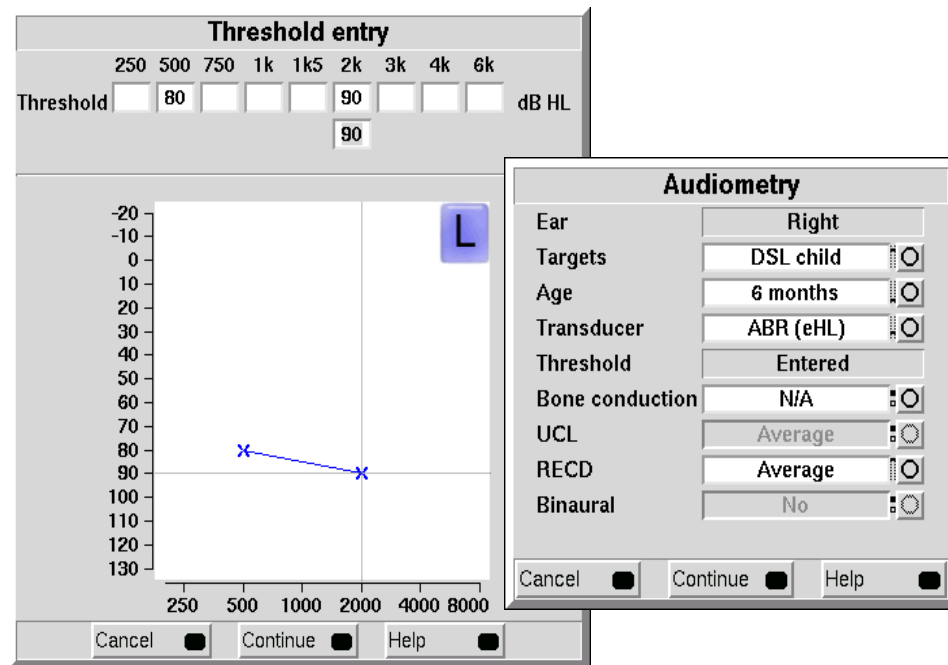 Threshold entry
250 500 750 1k 1k5 2k 3k 4k 6k
Threshold 80 90 dB HL
90
L
-20
-10
0
10
20
30
40
50
60
70
80
90
100
110
120
130
250 500 1000 2000 4000 8000
Cancel Continue Help
Audiometry
Ear Right
Targets DSL child
Age 6 months
Transducer ABR (eHL)
Threshold Entered
Bone conduction N/A
UCL Average
RECD Average
Binaural No
Cancel Continue Help